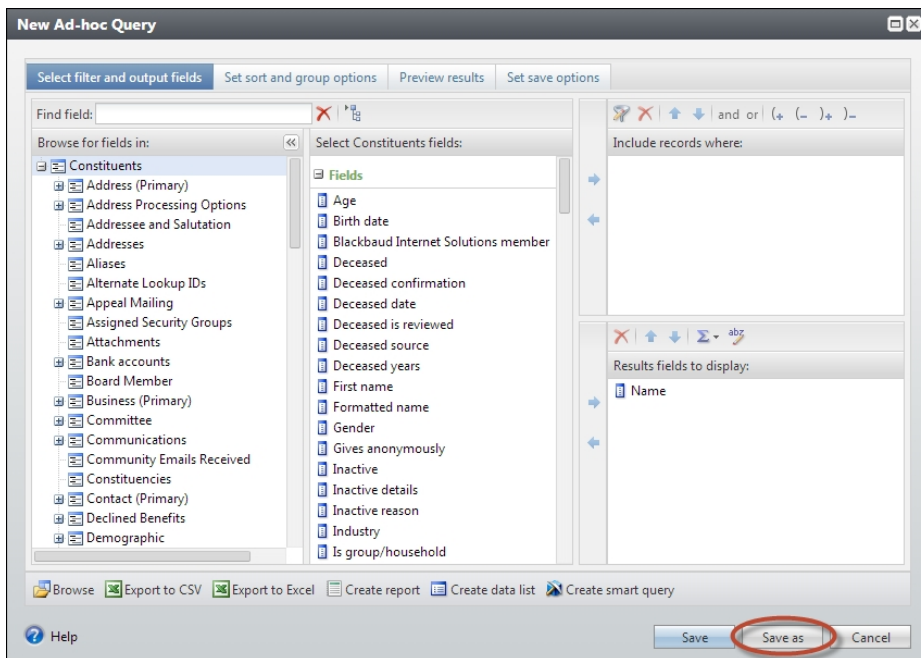 New Ad-hoc Query
Select filter and output fields
Set sort and group options
Preview results
Set save options
Find field:
and or (+ (- )+ )-
Browse for fields in:
Select Constituents fields:
Include records where:
Constituents
Address (Primary)
Address Processing Options
Addressee and Salutation
Addresses
Aliases
Alternate Lookup IDs
Appeal Mailing
Assigned Security Groups
Attachments
Bank accounts
Board Member
Business (Primary)
Committee
Communications
Community Emails Received
Constituencies
Contact (Primary)
Declined Benefits
Demographic
Fields
Age
Birth date
Blackbaud Internet Solutions member
Deceased
Deceased confirmation
Deceased date
Deceased is reviewed
Deceased source
Deceased years
First name
Formatted name
Gender
Gives anonymously
Inactive
Inactive details
Inactive reason
Industry
Is group/household
Σ abz
Results fields to display:
Name
Browse
Export to CSV
Export to Excel
Create report
Create data list
Create smart query
Help
Save
Save as
Cancel